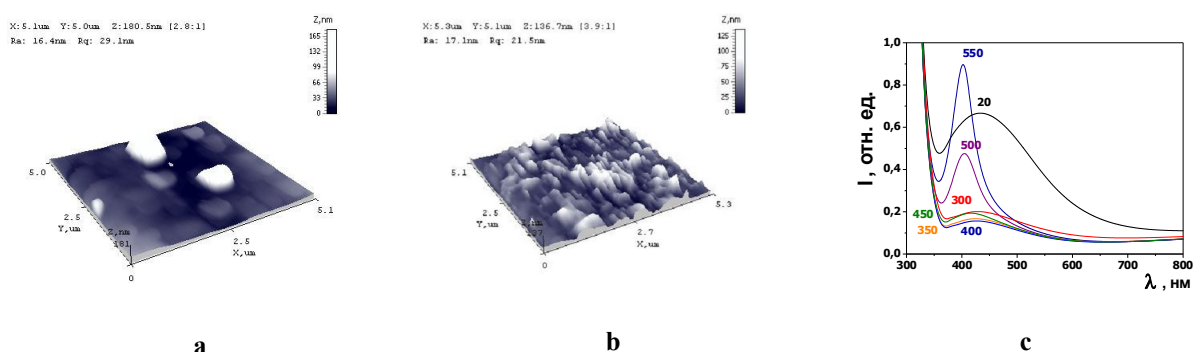 X:5.1um Y:5.0um Z:180.5nm [2.8:1]
Ra: 16.4nm Rq: 29.1nm
Z,nm
165
132
99
66
33
0
5.0
2.5
Y,um
Z,nm
181
0
2.5
X,um
5.1
a
X:5.3um Y:5.1um Z:136.7nm [3.9:1]
Ra: 17.1nm Rq: 21.5nm
Z,nm
125
100
75
50
25
0
5.1
2.5
Y,um
0
2.7
X,um
5.3
b
1,0
0,8
0,6
0,4
0,2
0,0
I, отн. ед.
550
20
500
300
450
350
400
300 400 500 600 700 800
λ , нм
c